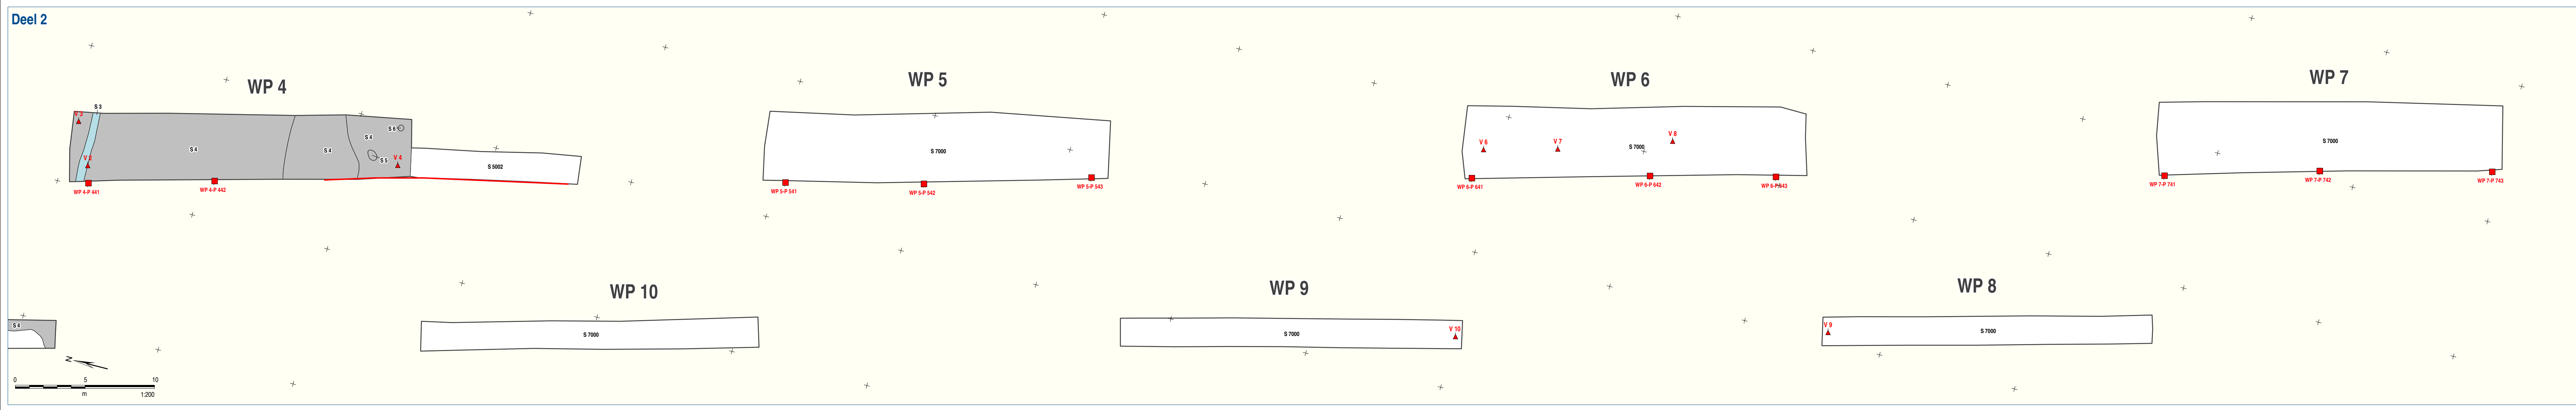 Deel 2
WP 4
WP 5
WP 6
WP 7
S 3
V 3
S 4
S 4
S 4
S 6
S 5
V 2
V 4
S 5002
WP 4-P 441
WP 4-P 442
S 7000
WP 5-P 541
WP 5-P 542
WP 5-P 543
V 6
V 7
V 8
S 7000
WP 6-P 641
WP 6-P 642
WP 6-P 643
S 7000
WP 7-P 741
WP 7-P 742
WP 7-P 743
WP 10
WP 9
WP 8
S 4
S 7000
S 7000
V 10
V 9
S 7000
N
0 5 10
m 1:200